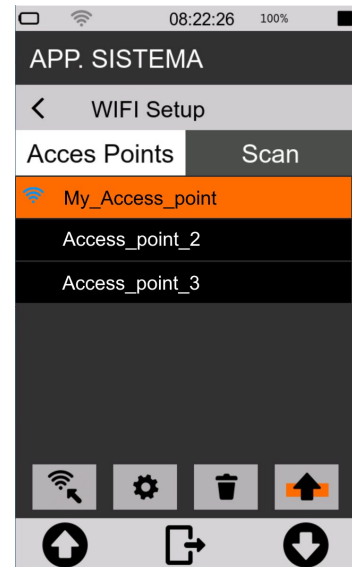 08:22:26 100%
APP. SISTEMA
WIFI Setup
Acces Points Scan
My_Access_point
Access_point_2
Access_point_3